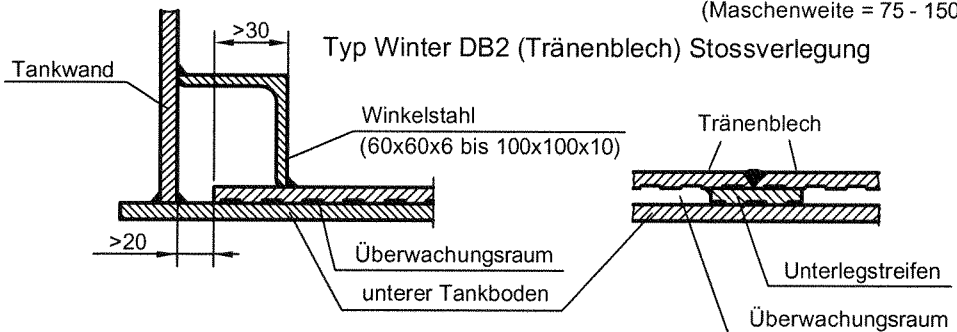 (Maschenweite = 75 - 150
>30
Typ Winter DB2 (Tränenblech) Stossverlegung
Tankwand
Winkelstahl
(60x60x6 bis 100x100x10)
Tränenblech
>20
Überwachungsraum
unterer Tankboden
Unterlegstreifen
Überwachungsraum